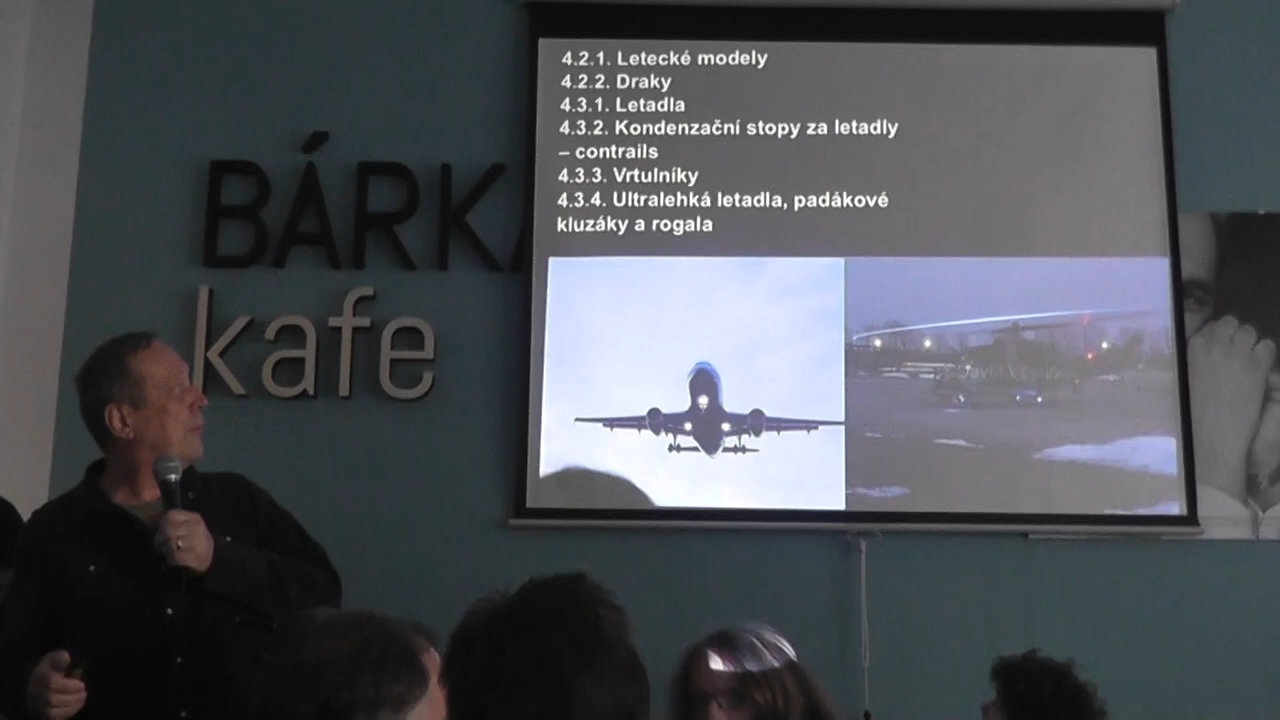 4.2.1. Letecké modely
4.2.2. Draky
4.3.1. Letadla
4.3.2. Kondenzační stopy za letadly
– contrails
4.3.3. Vrtulníky
4.3.4. Ultralehká letadla, padákové
kluzáky a rogala
BÁRKA
kafe